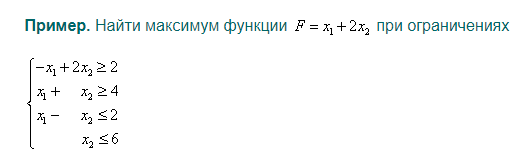 Пример. Найти максимум функции F = x₁ + 2x₂ при ограничениях
−x₁ + 2x₂ ≥ 2
x₁ + x₂ ≥ 4
x₁ − x₂ ≤ 2
x₂ ≤ 6